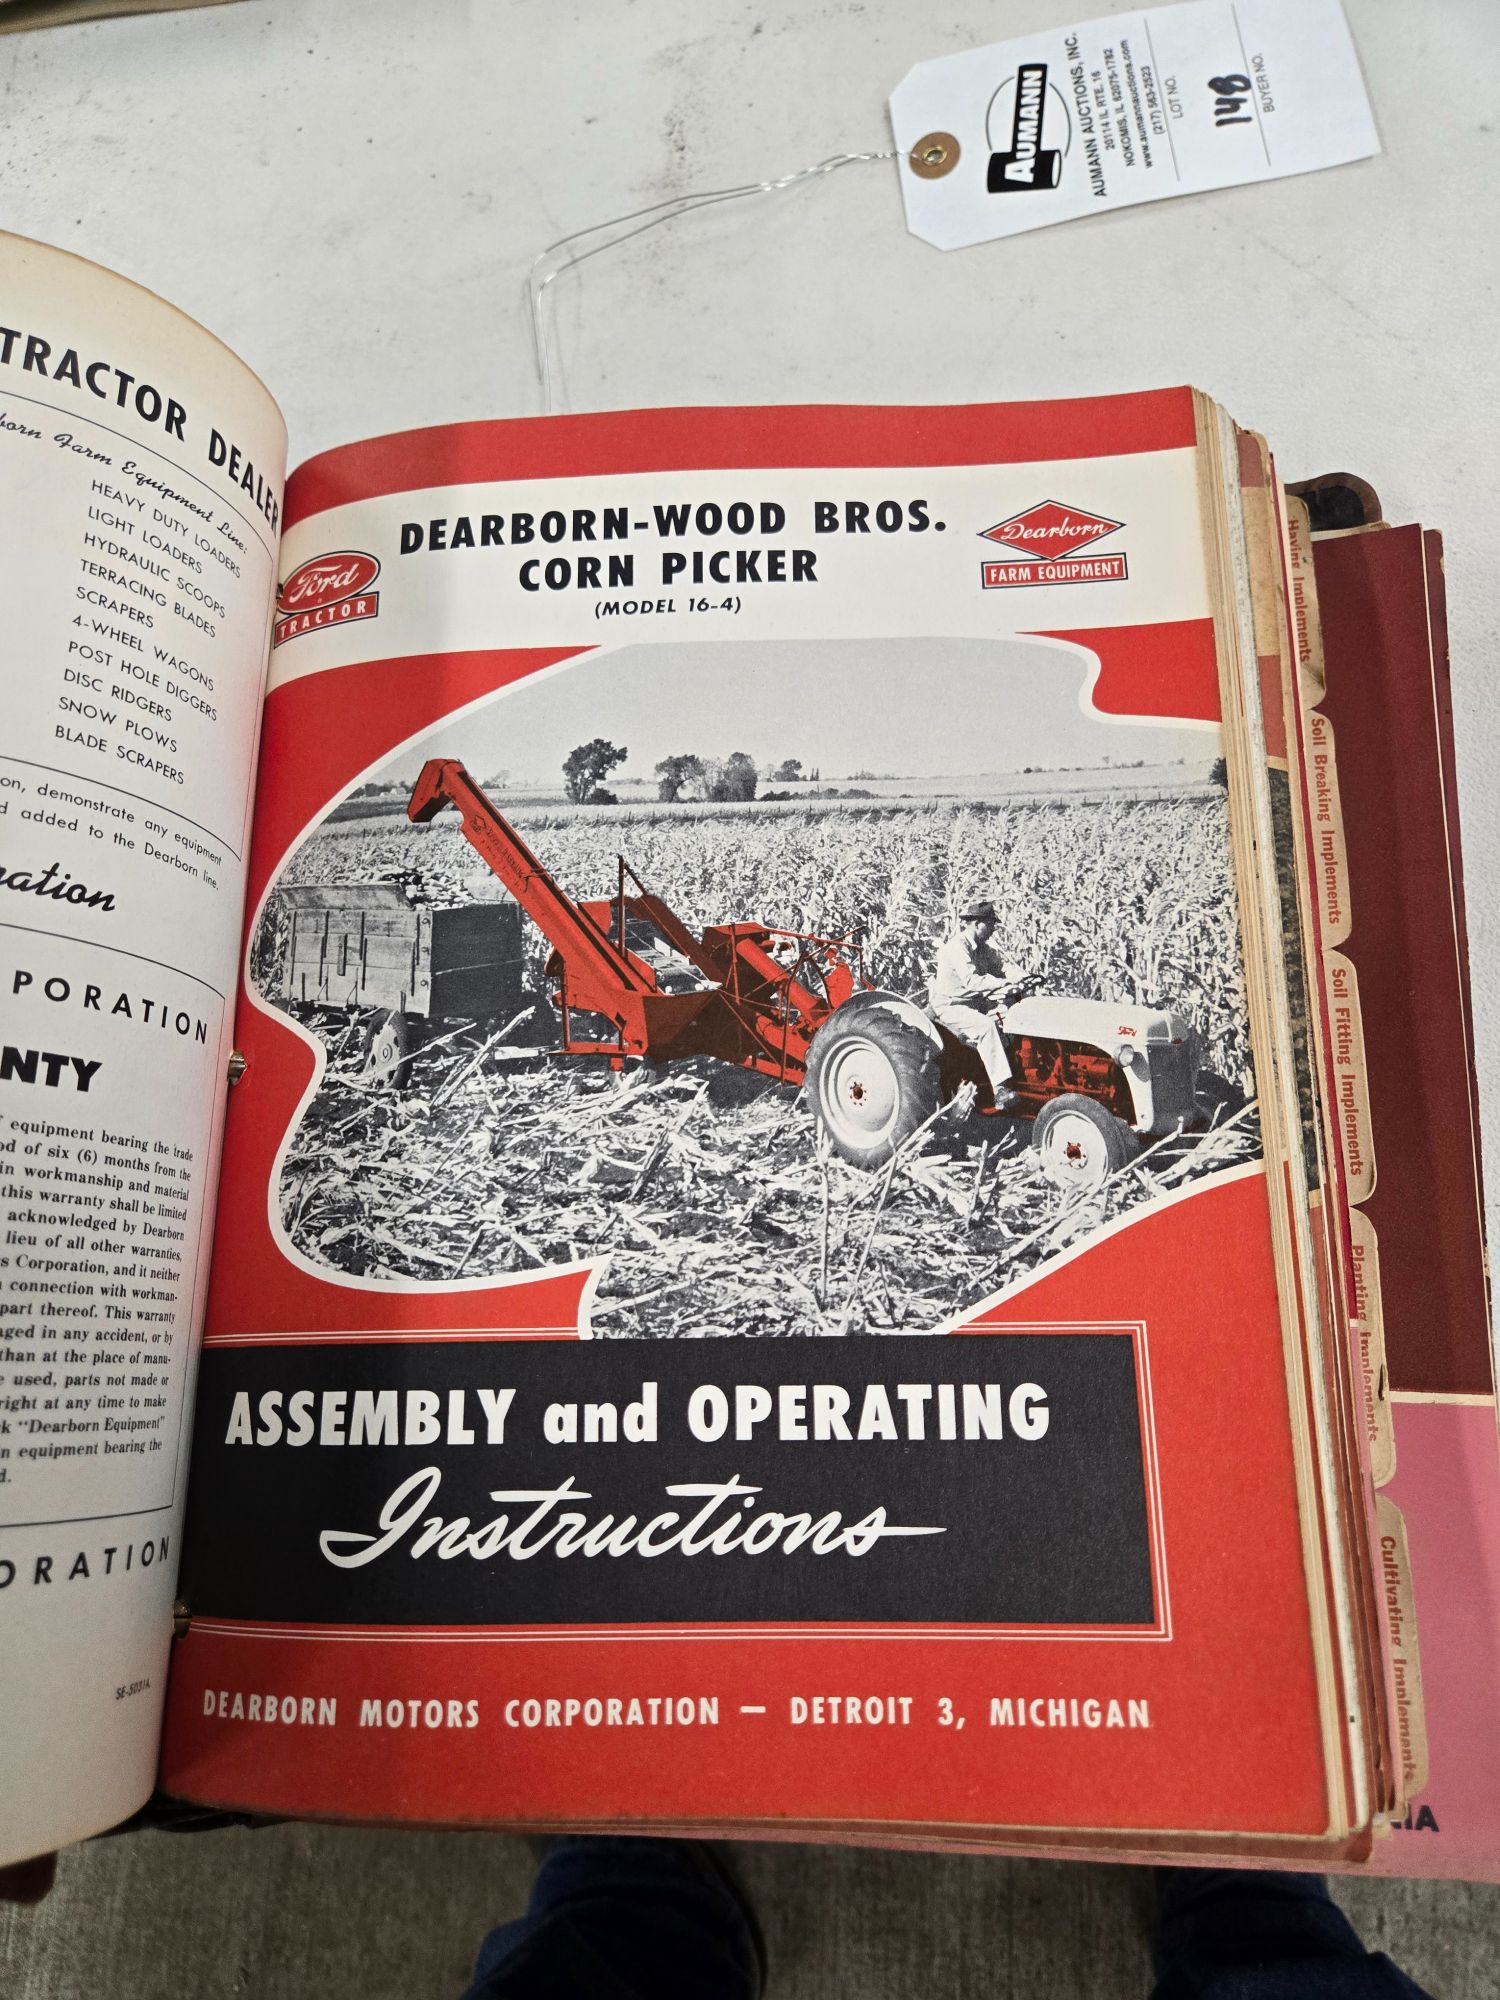 AUMANN
AUMANN AUCTIONS, INC.
20114 IL RTE. 16
NOKOMIS, IL 62075-1782
www.aumannauctions.com
(217) 563-2523
LOT NO.
148
BUYER NO.
TRACTOR DEALER
Farm Equipment Line:
HEAVY DUTY LOADERS
LIGHT LOADERS
HYDRAULIC SCOOPS
TERRACING BLADES
SCRAPERS
4-WHEEL WAGONS
POST HOLE DIGGERS
DISC RIDGERS
SNOW PLOWS
BLADE SCRAPERS
on, demonstrate any equipment
d added to the Dearborn line.
ration
PORATION
NTY
equipment bearing the trade
od of six (6) months from the
in workmanship and material
this warranty shall be limited
acknowledged by Dearborn
lieu of all other warranties,
s Corporation, and it neither
connection with workman-
part thereof. This warranty
aged in any accident, or by
than at the place of manu-
used, parts not made or
right at any time to make
k "Dearborn Equipment"
n equipment bearing the
d.
ORATION
SE-5031A
DEARBORN-WOOD BROS.
CORN PICKER
(MODEL 16-4)
Ford
TRACTOR
Dearborn
FARM EQUIPMENT
Ford
ASSEMBLY and OPERATING
Instructions
DEARBORN MOTORS CORPORATION — DETROIT 3, MICHIGAN
Haying Implements
Soil Breaking Implements
Soil Fitting Implements
Planting Implements
Cultivating Implements
IA